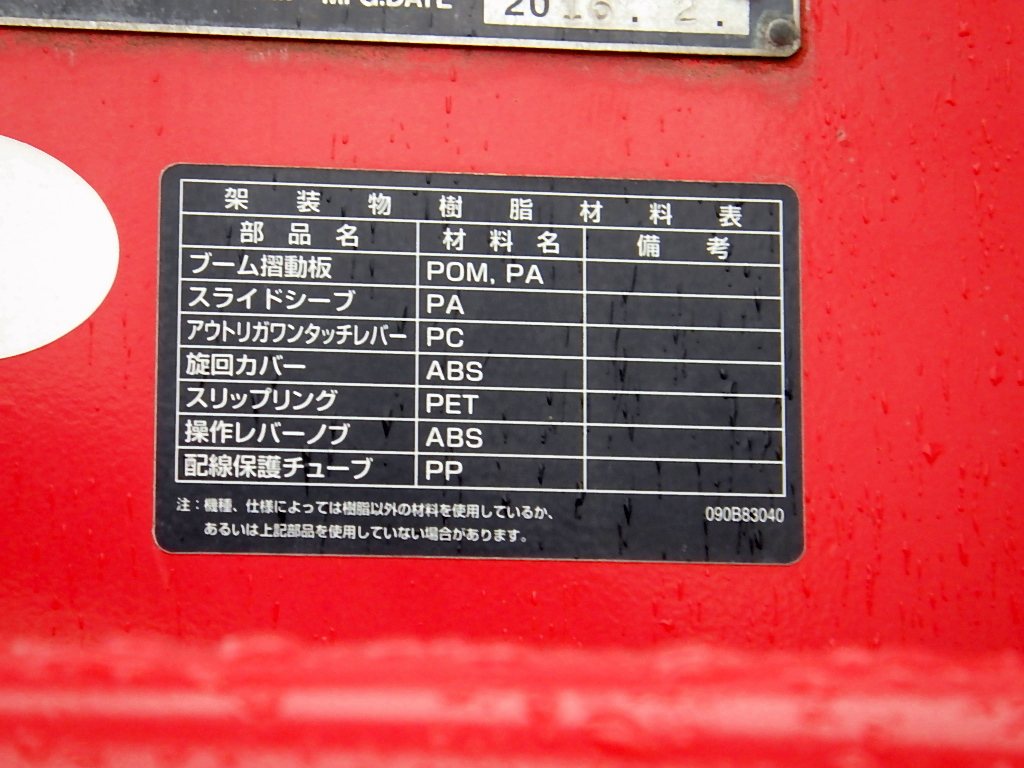 MFG.DATE 2016. 2.
架装物樹脂材料表
部品名 材料名 備考
ブーム摺動板 POM, PA
スライドシーブ PA
アウトリガワンタッチレバー PC
旋回カバー ABS
スリップリング PET
操作レバーノブ ABS
配線保護チューブ PP
注：機種、仕様によっては樹脂以外の材料を使用しているか、
あるいは上記部品を使用していない場合があります。
090B83040